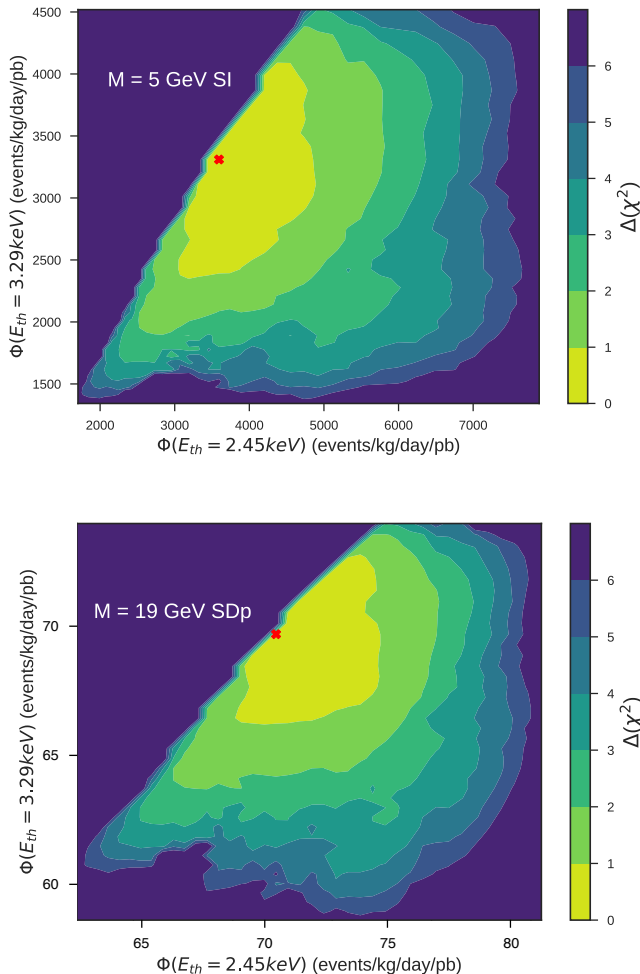 4500
4000
3500
3000
2500
2000
1500
M = 5 GeV SI
Φ(E_th = 3.29keV) (events/kg/day/pb)
2000 3000 4000 5000 6000 7000
Φ(E_th = 2.45keV) (events/kg/day/pb)
6
5
4
3
2
1
0
Δ(χ²)
70
65
60
M = 19 GeV SDp
Φ(E_th = 3.29keV) (events/kg/day/pb)
65 70 75 80
Φ(E_th = 2.45keV) (events/kg/day/pb)
6
5
4
3
2
1
0
Δ(χ²)